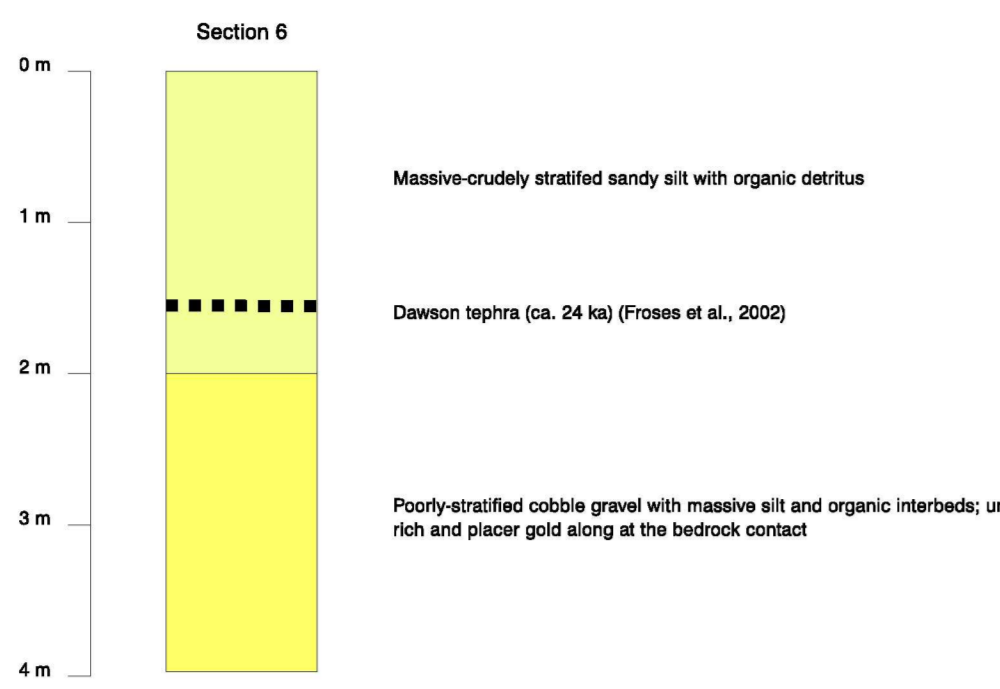 Section 6
0 m
Massive-crudely stratifed sandy silt with organic detritus
1 m
Dawson tephra (ca. 24 ka) (Froses et al., 2002)
2 m
Poorly-stratified cobble gravel with massive silt and organic interbeds;
3 m
rich and placer gold along at the bedrock contact
4 m